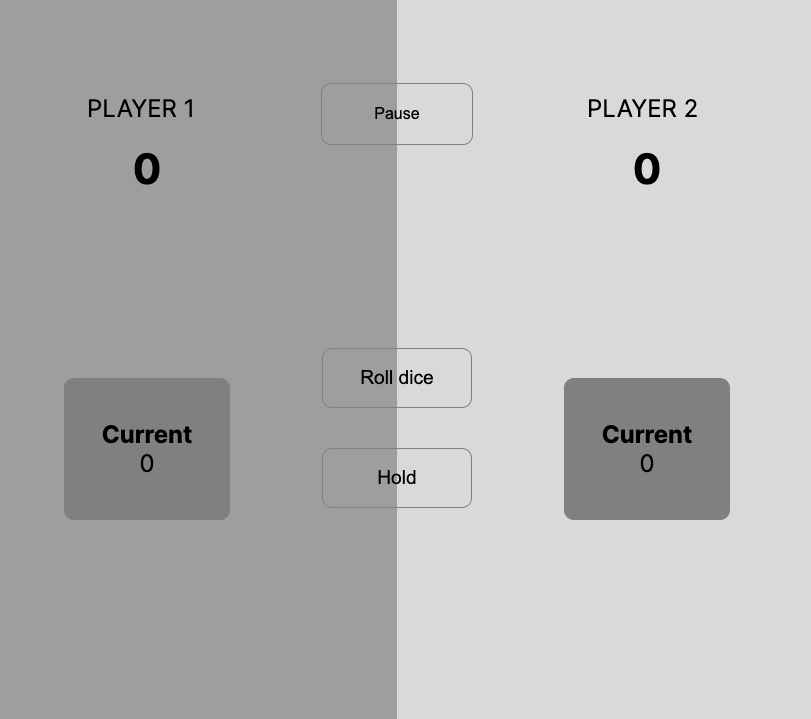 PLAYER 1
0
Pause
PLAYER 2
0
Roll dice
Hold
Current
0
Current
0